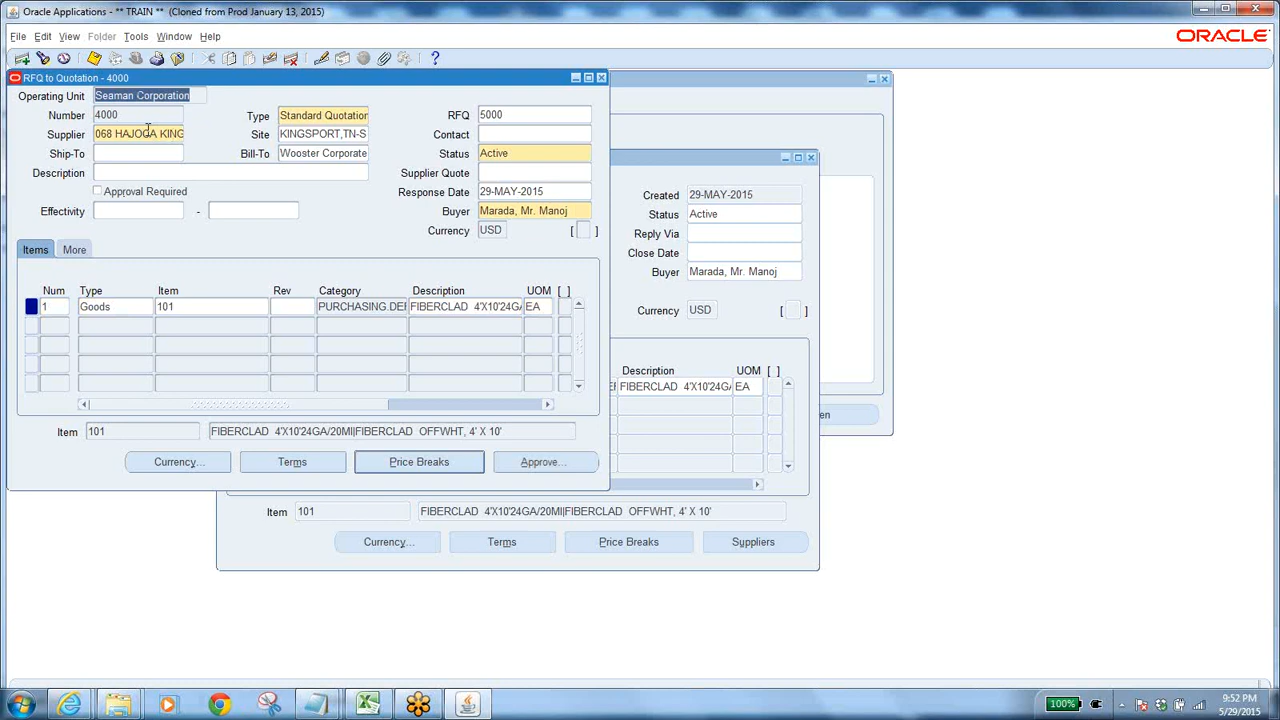 Oracle Applications - ** TRAIN ** (Cloned from Prod January 13, 2015)
File Edit View Folder Tools Window Help
ORACLE
RFQ to Quotation - 4000
Operating Unit Seaman Corporation
Number 4000 Type Standard Quotation RFQ 5000
Supplier 068 HAJOCA KING Site KINGSPORT,TN-S Contact
Ship-To Bill-To Wooster Corporate Status Active
Description Supplier Quote
Approval Required Response Date 29-MAY-2015
Effectivity - Buyer Marada, Mr. Manoj
Currency USD [ ]
Items More
Num Type Item Rev Category Description UOM [ ]
1 Goods 101 PURCHASING.DEF FIBERCLAD 4'X10'24GA EA
Item 101 FIBERCLAD 4'X10'24GA/20MI|FIBERCLAD OFFWHT, 4' X 10'
Currency... Terms Price Breaks Approve...
Created 29-MAY-2015
Status Active
Reply Via
Close Date
Buyer Marada, Mr. Manoj
Currency USD [ ]
Description UOM [ ]
FIBERCLAD 4'X10'24GA EA
en
Item 101 FIBERCLAD 4'X10'24GA/20MI|FIBERCLAD OFFWHT, 4' X 10'
Currency... Terms Price Breaks Suppliers
100% 9:52 PM
5/29/2015